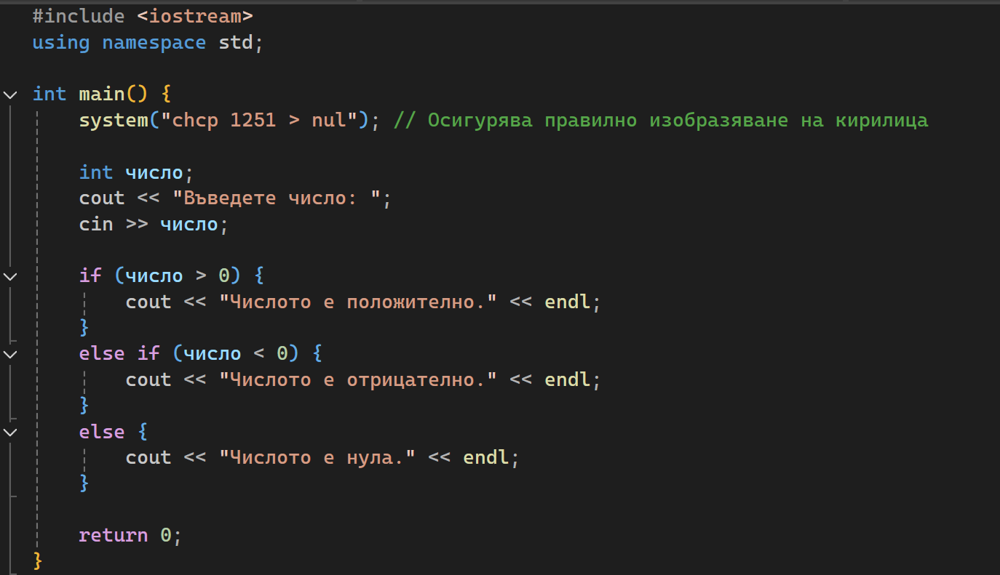 #include <iostream>
using namespace std;
int main() {
system("chcp 1251 > nul"); // Осигурява правилно изобразяване на кирилица
int число;
cout << "Въведете число: ";
cin >> число;
if (число > 0) {
cout << "Числото е положително." << endl;
}
else if (число < 0) {
cout << "Числото е отрицателно." << endl;
}
else {
cout << "Числото е нула." << endl;
}
return 0;
}